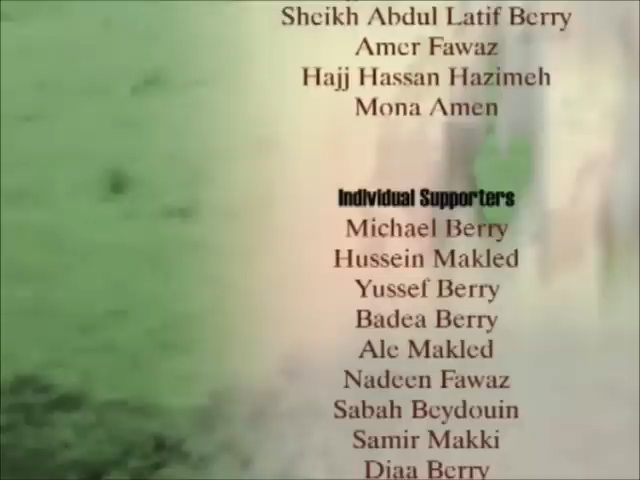 Sheikh Abdul Latif Berry
Amer Fawaz
Hajj Hassan Hazimeh
Mona Amen
Individual Supporters
Michael Berry
Hussein Makled
Yussef Berry
Badea Berry
Ale Makled
Nadeen Fawaz
Sabah Beydouin
Samir Makki
Diaa Berry